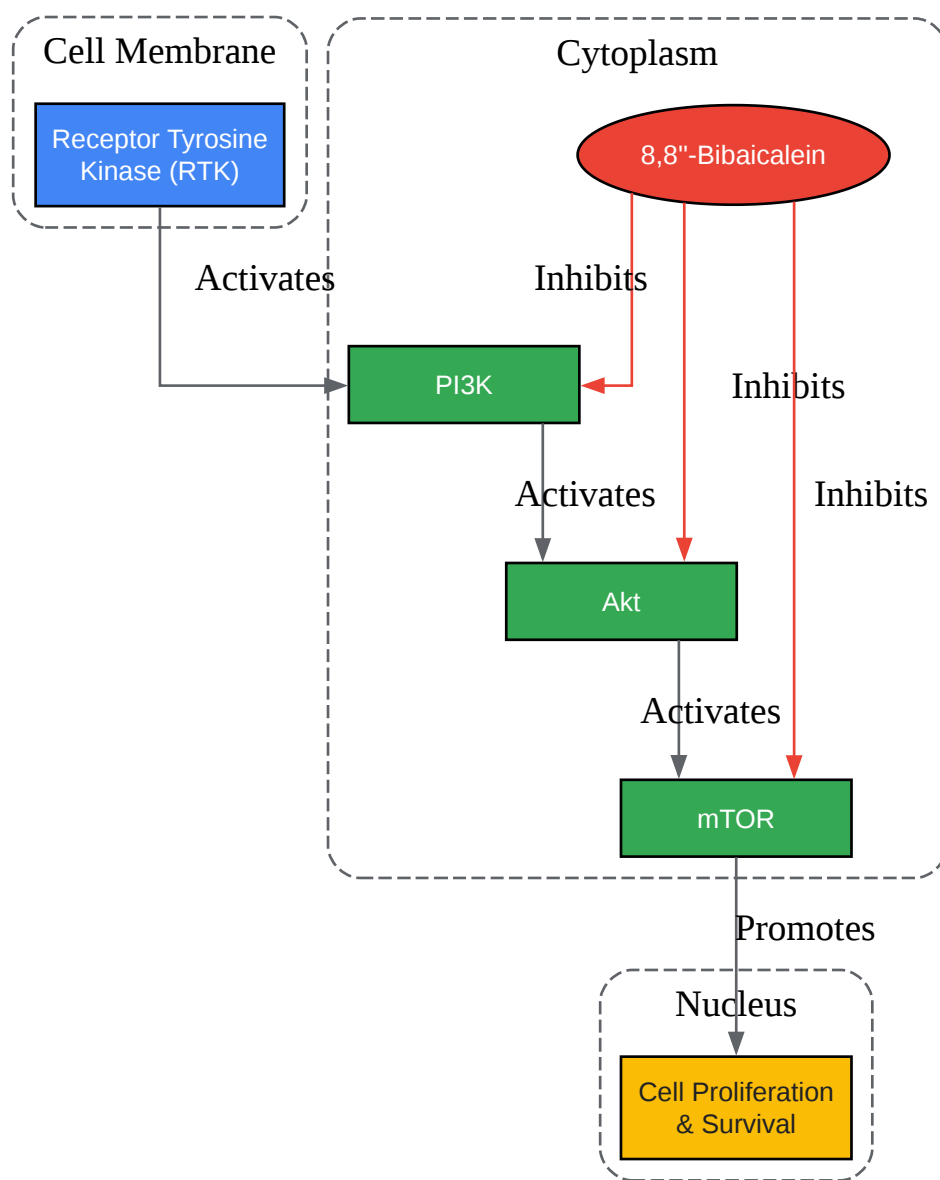 Cell Membrane
Cytoplasm
Receptor Tyrosine
Kinase (RTK)
8,8"-Bibaicalein
Activates
Inhibits
PI3K
Inhibits
Activates
Inhibits
Akt
Activates
mTOR
Promotes
Nucleus
Cell Proliferation
& Survival